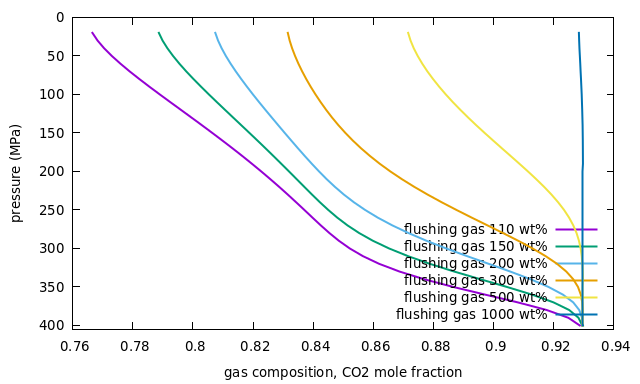 0
50
100
150
200
250
300
350
400
pressure (MPa)
flushing gas 110 wt%
flushing gas 150 wt%
flushing gas 200 wt%
flushing gas 300 wt%
flushing gas 500 wt%
flushing gas 1000 wt%
0.76 0.78 0.8 0.82 0.84 0.86 0.88 0.9 0.92 0.94
gas composition, CO2 mole fraction